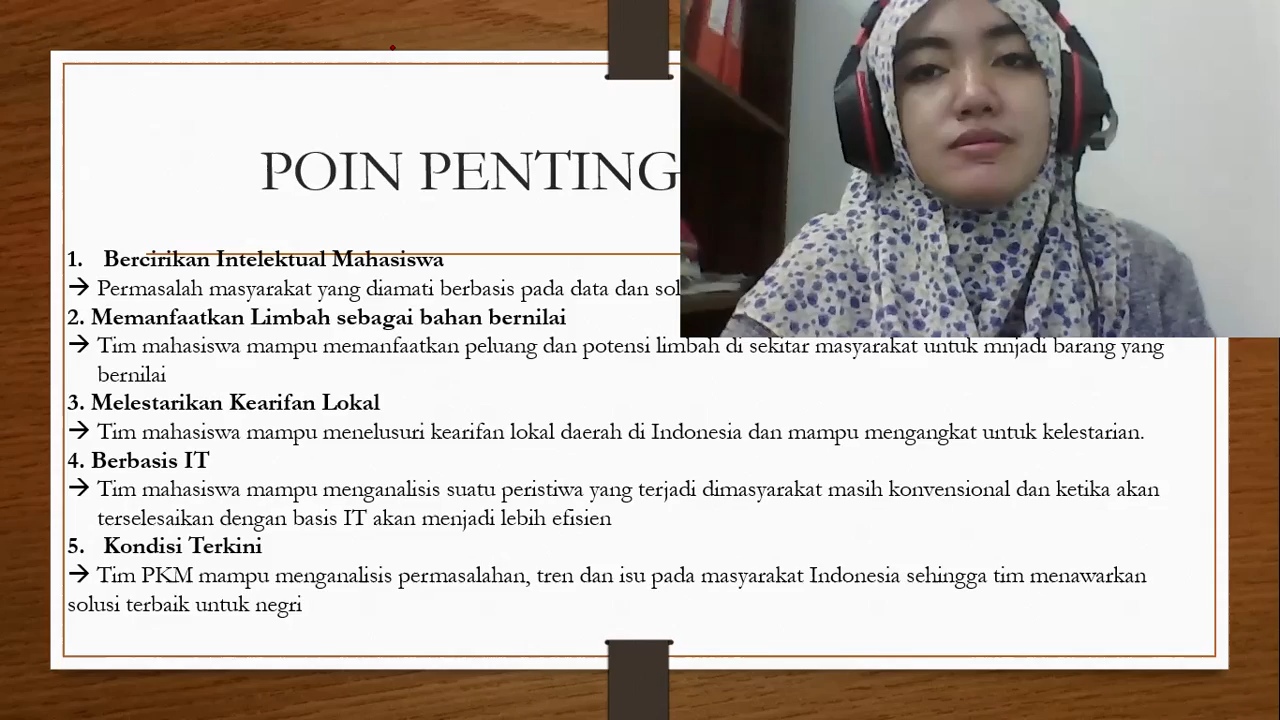 POIN PENTING
1. Bercirikan Intelektual Mahasiswa
→ Permasalah masyarakat yang diamati berbasis pada data dan sol
2. Memanfaatkan Limbah sebagai bahan bernilai
→ Tim mahasiswa mampu memanfaatkan peluang dan potensi limbah di sekitar masyarakat untuk mnjadi barang yang
bernilai
3. Melestarikan Kearifan Lokal
→ Tim mahasiswa mampu menelusuri kearifan lokal daerah di Indonesia dan mampu mengangkat untuk kelestarian.
4. Berbasis IT
→ Tim mahasiswa mampu menganalisis suatu peristiwa yang terjadi dimasyarakat masih konvensional dan ketika akan
terselesaikan dengan basis IT akan menjadi lebih efisien
5. Kondisi Terkini
→ Tim PKM mampu menganalisis permasalahan, tren dan isu pada masyarakat Indonesia sehingga tim menawarkan
solusi terbaik untuk negri